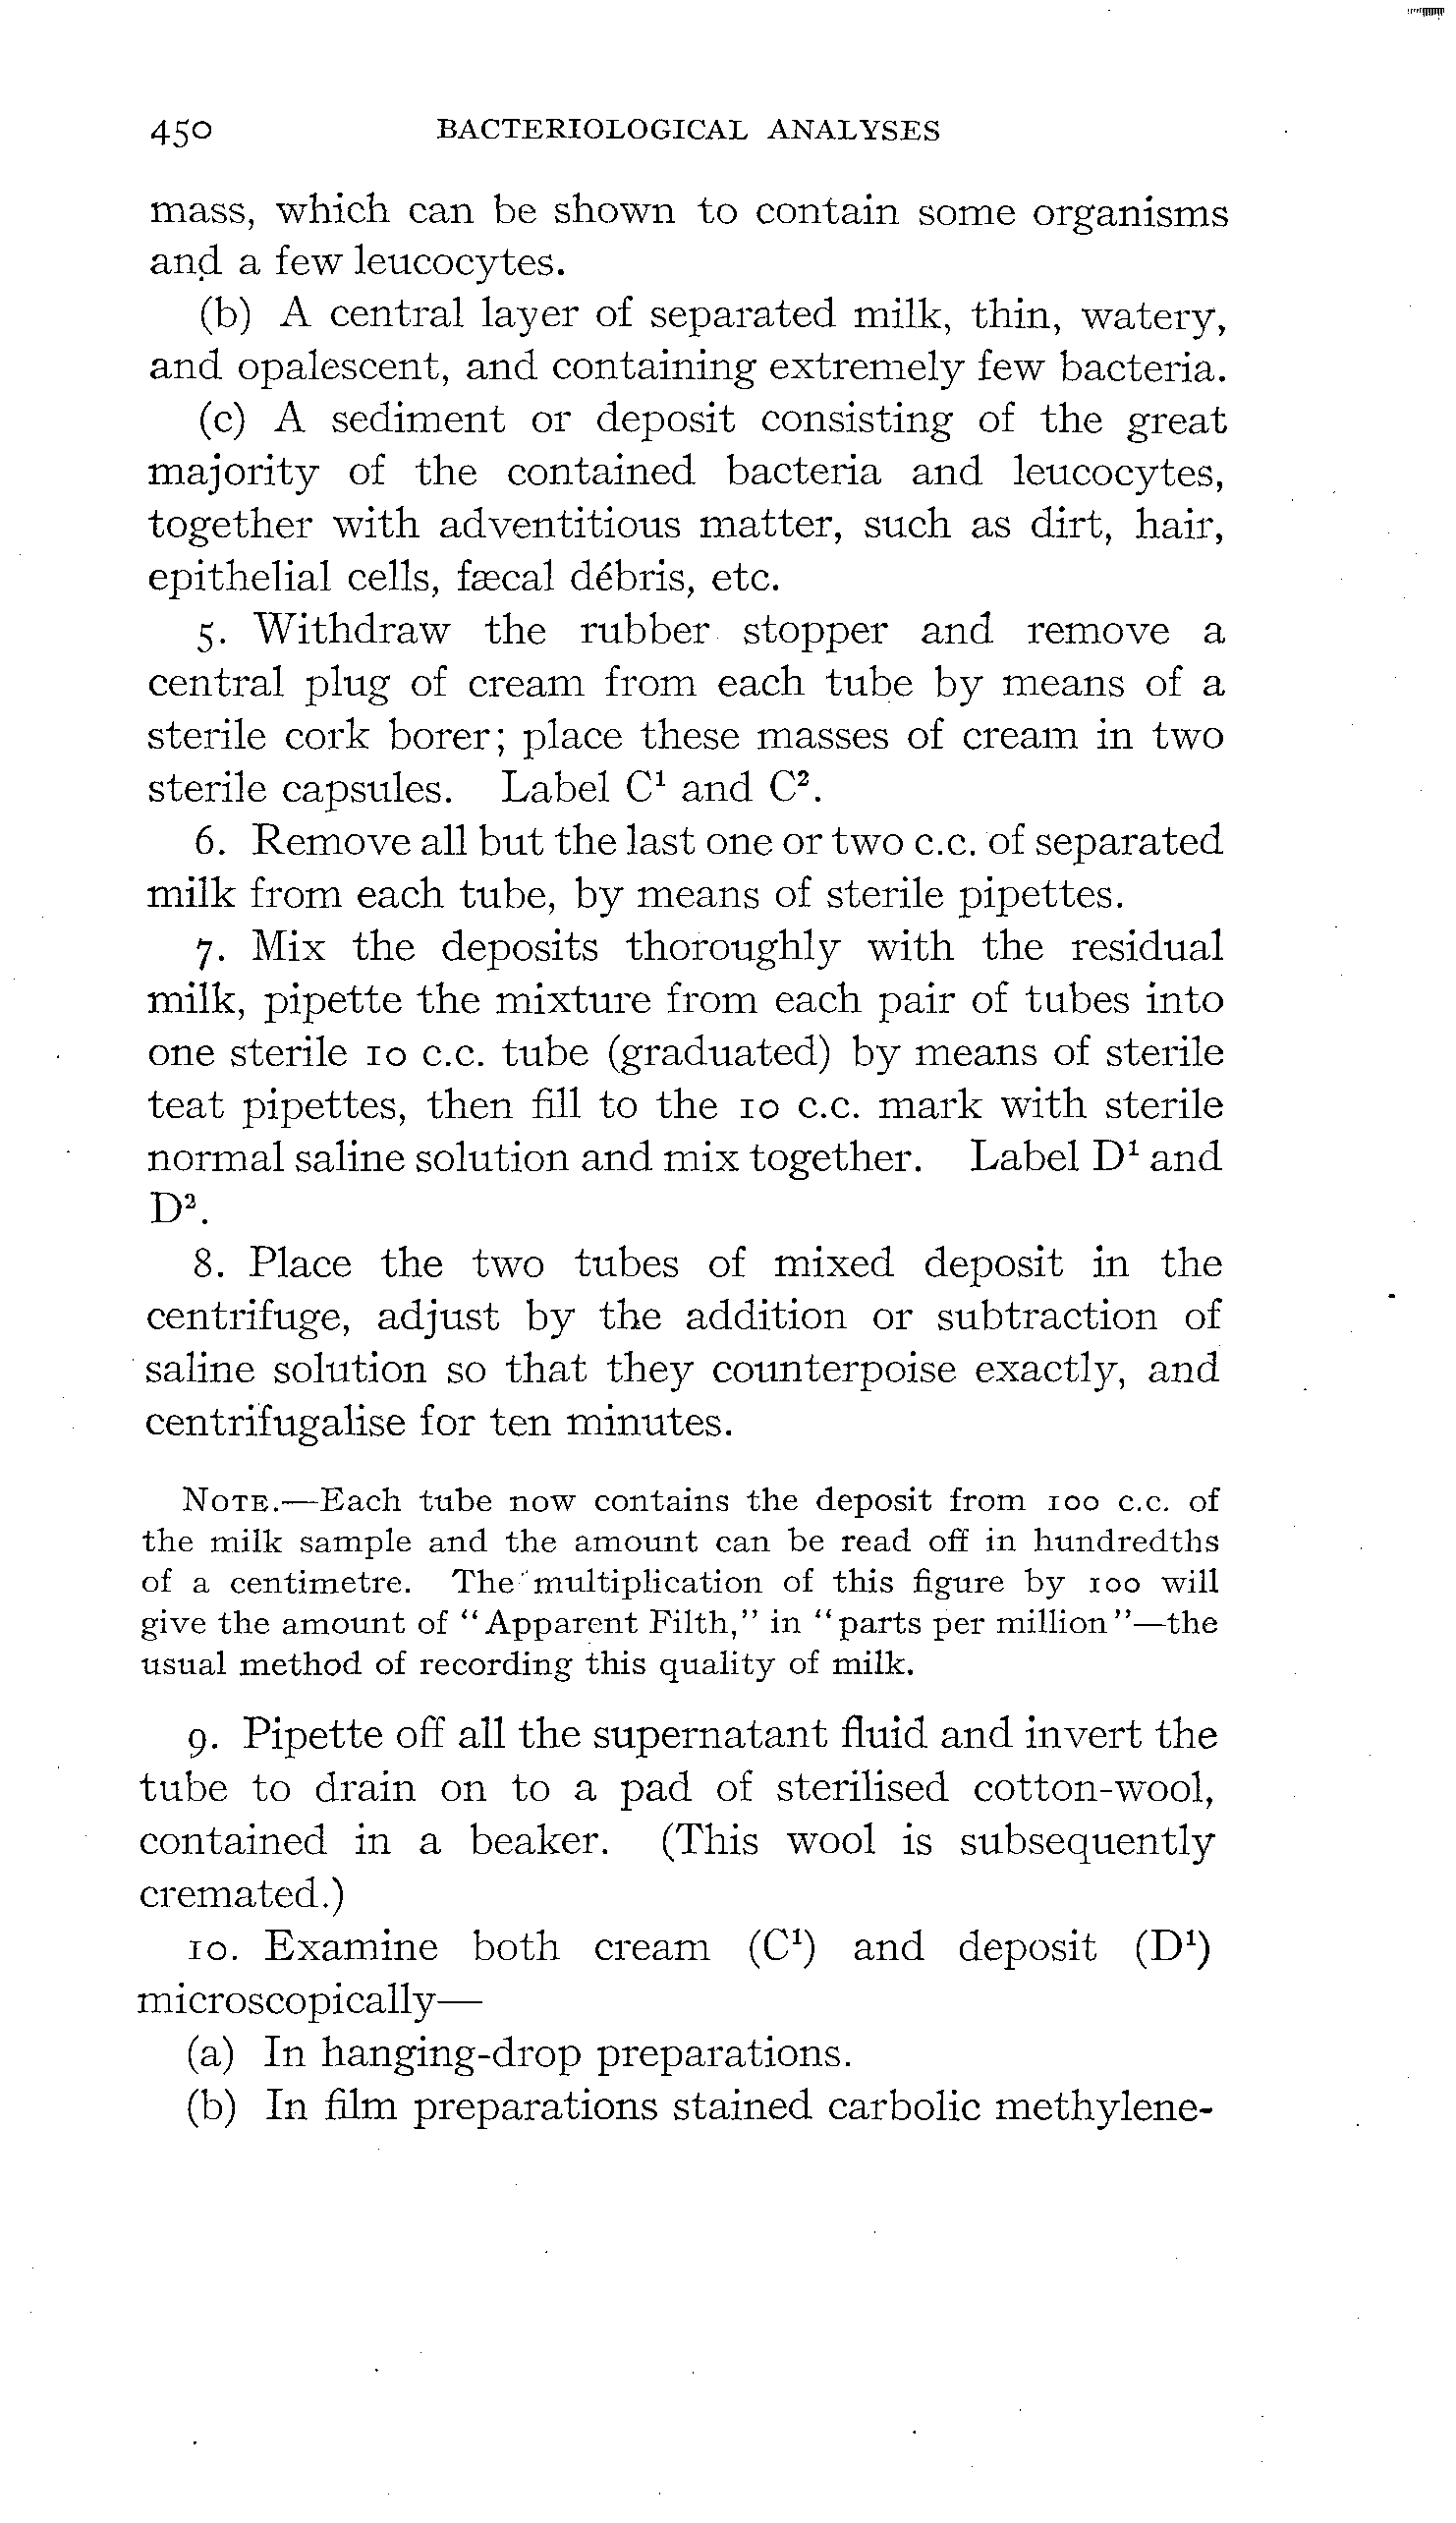 450 BACTERIOLOGICAL ANALYSES
mass, which can be shown to contain some organisms
and a few leucocytes.
(b) A central layer of separated milk, thin, watery,
and opalescent, and containing extremely few bacteria.
(c) A sediment or deposit consisting of the great
majority of the contained bacteria and leucocytes,
together with adventitious matter, such as dirt, hair,
epithelial cells, fæcal débris, etc.
5. Withdraw the rubber stopper and remove a
central plug of cream from each tube by means of a
sterile cork borer; place these masses of cream in two
sterile capsules. Label C¹ and C².
6. Remove all but the last one or two c.c. of separated
milk from each tube, by means of sterile pipettes.
7. Mix the deposits thoroughly with the residual
milk, pipette the mixture from each pair of tubes into
one sterile 10 c.c. tube (graduated) by means of sterile
teat pipettes, then fill to the 10 c.c. mark with sterile
normal saline solution and mix together. Label D¹ and
D².
8. Place the two tubes of mixed deposit in the
centrifuge, adjust by the addition or subtraction of
saline solution so that they counterpoise exactly, and
centrifugalise for ten minutes.
NOTE.—Each tube now contains the deposit from 100 c.c. of
the milk sample and the amount can be read off in hundredths
of a centimetre. The multiplication of this figure by 100 will
give the amount of "Apparent Filth," in "parts per million"—the
usual method of recording this quality of milk.
9. Pipette off all the supernatant fluid and invert the
tube to drain on to a pad of sterilised cotton-wool,
contained in a beaker. (This wool is subsequently
cremated.)
10. Examine both cream (C¹) and deposit (D¹)
microscopically—
(a) In hanging-drop preparations.
(b) In film preparations stained carbolic methylene-